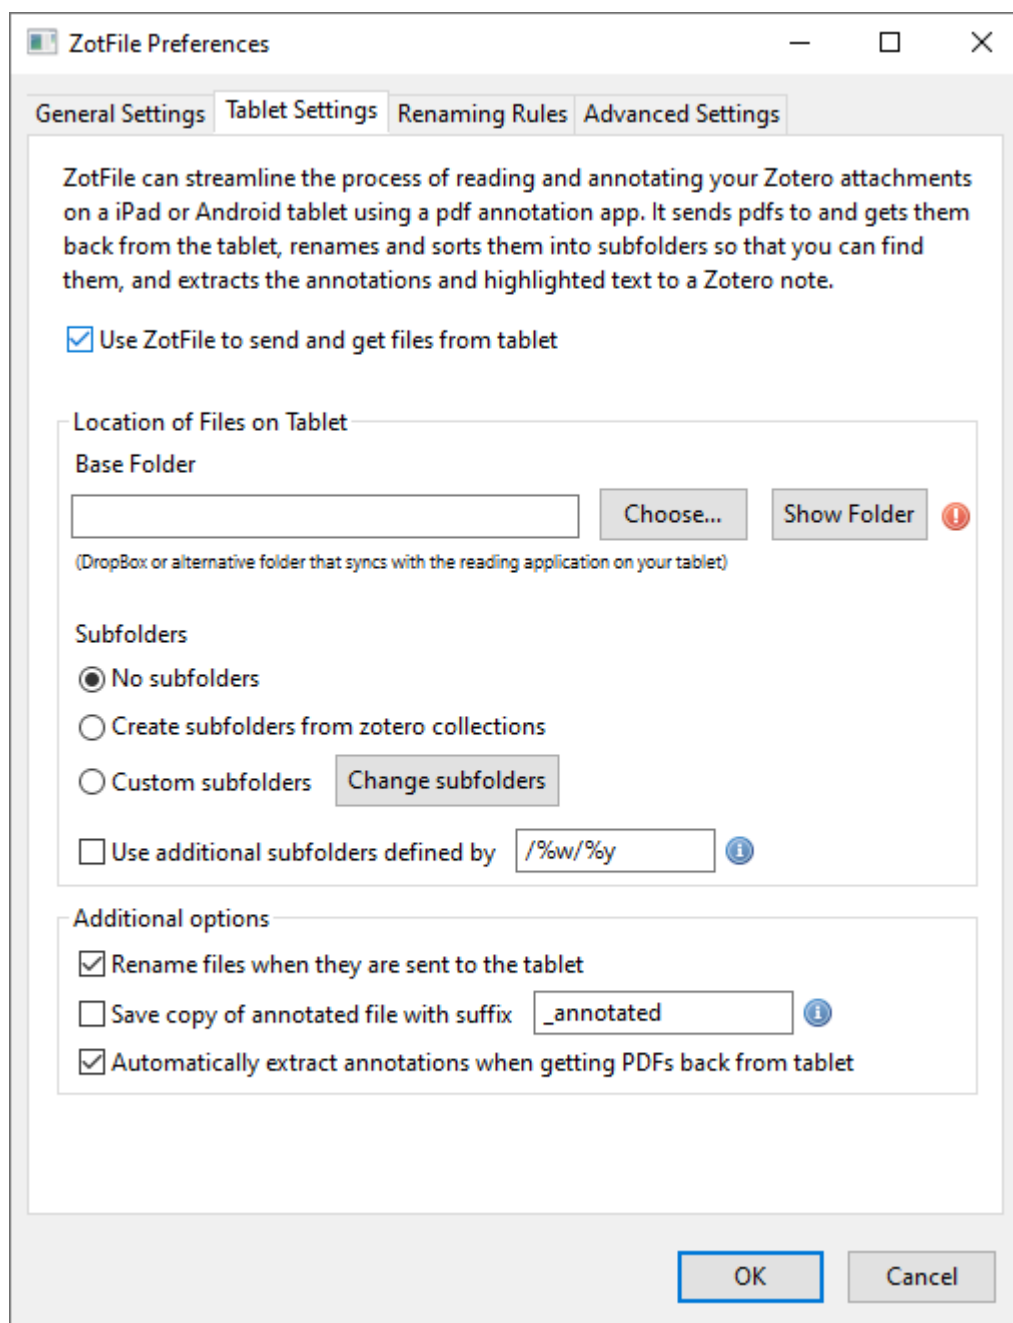 ZotFile Preferences
General Settings Tablet Settings Renaming Rules Advanced Settings
ZotFile can streamline the process of reading and annotating your Zotero attachments
on a iPad or Android tablet using a pdf annotation app. It sends pdfs to and gets them
back from the tablet, renames and sorts them into subfolders so that you can find
them, and extracts the annotations and highlighted text to a Zotero note.
Use ZotFile to send and get files from tablet
Location of Files on Tablet
Base Folder
Choose... Show Folder
(DropBox or alternative folder that syncs with the reading application on your tablet)
Subfolders
No subfolders
Create subfolders from zotero collections
Custom subfolders Change subfolders
Use additional subfolders defined by /%w/%y
Additional options
Rename files when they are sent to the tablet
Save copy of annotated file with suffix _annotated
Automatically extract annotations when getting PDFs back from tablet
OK Cancel